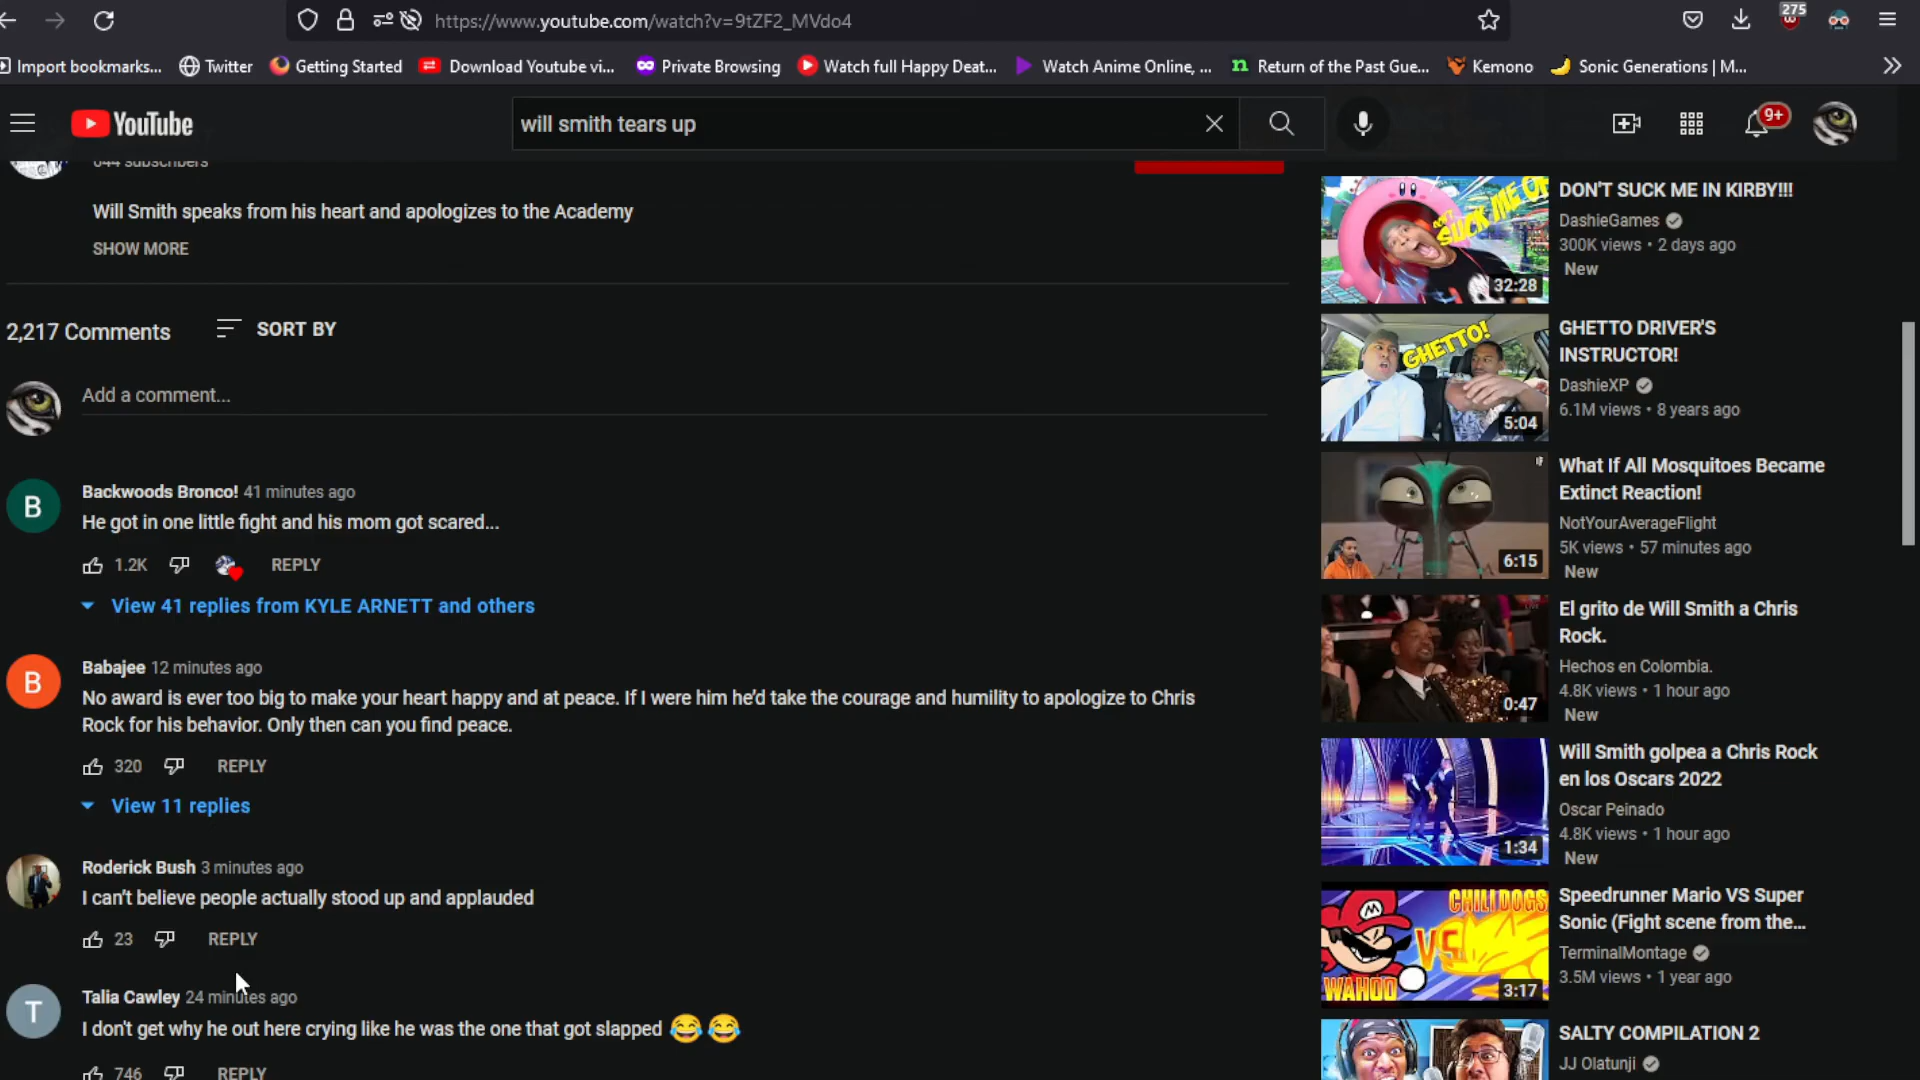 https://www.youtube.com/watch?v=9tZF2_MVdo4
275
Import bookmarks...
Twitter
Getting Started
Download Youtube vi...
Private Browsing
Watch full Happy Deat...
Watch Anime Online, ...
Return of the Past Gue...
Kemono
Sonic Generations | M...
YouTube
will smith tears up
9+
644 subscribers
Will Smith speaks from his heart and apologizes to the Academy
SHOW MORE
2,217 Comments
SORT BY
Add a comment...
B
Backwoods Bronco! 41 minutes ago
He got in one little fight and his mom got scared...
1.2K
REPLY
View 41 replies from KYLE ARNETT and others
B
Babajee 12 minutes ago
No award is ever too big to make your heart happy and at peace. If I were him he'd take the courage and humility to apologize to Chris
Rock for his behavior. Only then can you find peace.
320
REPLY
View 11 replies
Roderick Bush 3 minutes ago
I can't believe people actually stood up and applauded
23
REPLY
T
Talia Cawley 24 minutes ago
I don't get why he out here crying like he was the one that got slapped 😂😂
746
REPLY
SUCK ME OF
32:28
DON'T SUCK ME IN KIRBY!!!
DashieGames
300K views • 2 days ago
New
GHETTO!
5:04
GHETTO DRIVER'S
INSTRUCTOR!
DashieXP
6.1M views • 8 years ago
6:15
What If All Mosquitoes Became
Extinct Reaction!
NotYourAverageFlight
5K views • 57 minutes ago
New
0:47
El grito de Will Smith a Chris
Rock.
Hechos en Colombia.
4.8K views • 1 hour ago
New
1:34
Will Smith golpea a Chris Rock
en los Oscars 2022
Oscar Peinado
4.8K views • 1 hour ago
New
CHILI DOGS
VS
WAHOO
3:17
Speedrunner Mario VS Super
Sonic (Fight scene from the...
TerminalMontage
3.5M views • 1 year ago
SALTY COMPILATION 2
JJ Olatunji